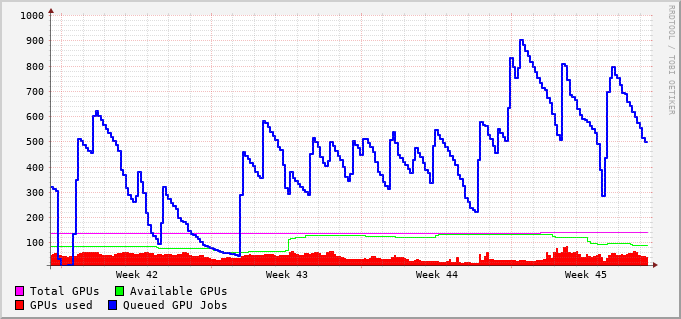 1000
900
800
700
600
500
400
300
200
100
Week 42 Week 43 Week 44 Week 45
Total GPUs Available GPUs
GPUs used Queued GPU Jobs
RRDTOOL / TOBI OETIKER